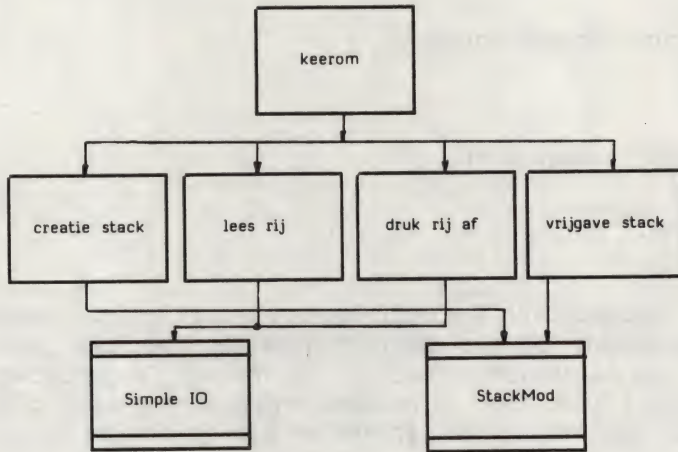 keerom
creatie stack
lees rij
druk rij af
vrijgave stack
Simple IO
StackMod